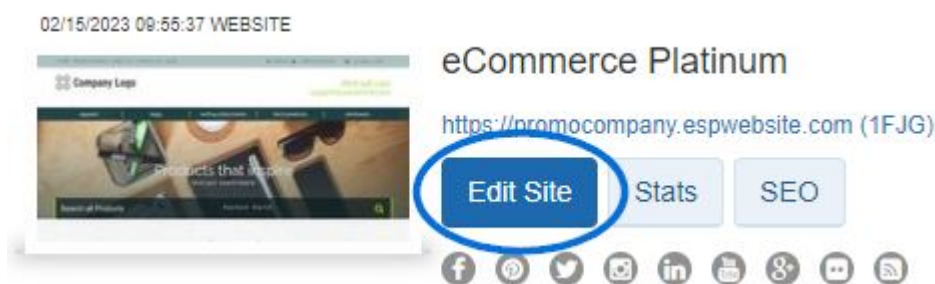 02/15/2023 09:55:37 WEBSITE
eCommerce Platinum
https://promocompany.espwebsite.com (1FJG)
Company Logo
Products that inspire
Search all Products
Edit Site
Stats
SEO